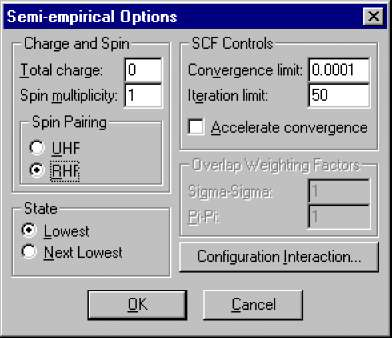 Semi-empirical Options
Charge and Spin
Total charge: 0
Spin multiplicity: 1
Spin Pairing
UHF
RHF
State
Lowest
Next Lowest
SCF Controls
Convergence limit: 0.0001
Iteration limit: 50
Accelerate convergence
Overlap Weighting Factors
Sigma-Sigma: 1
Pi-Pi: 1
Configuration Interaction...
OK
Cancel